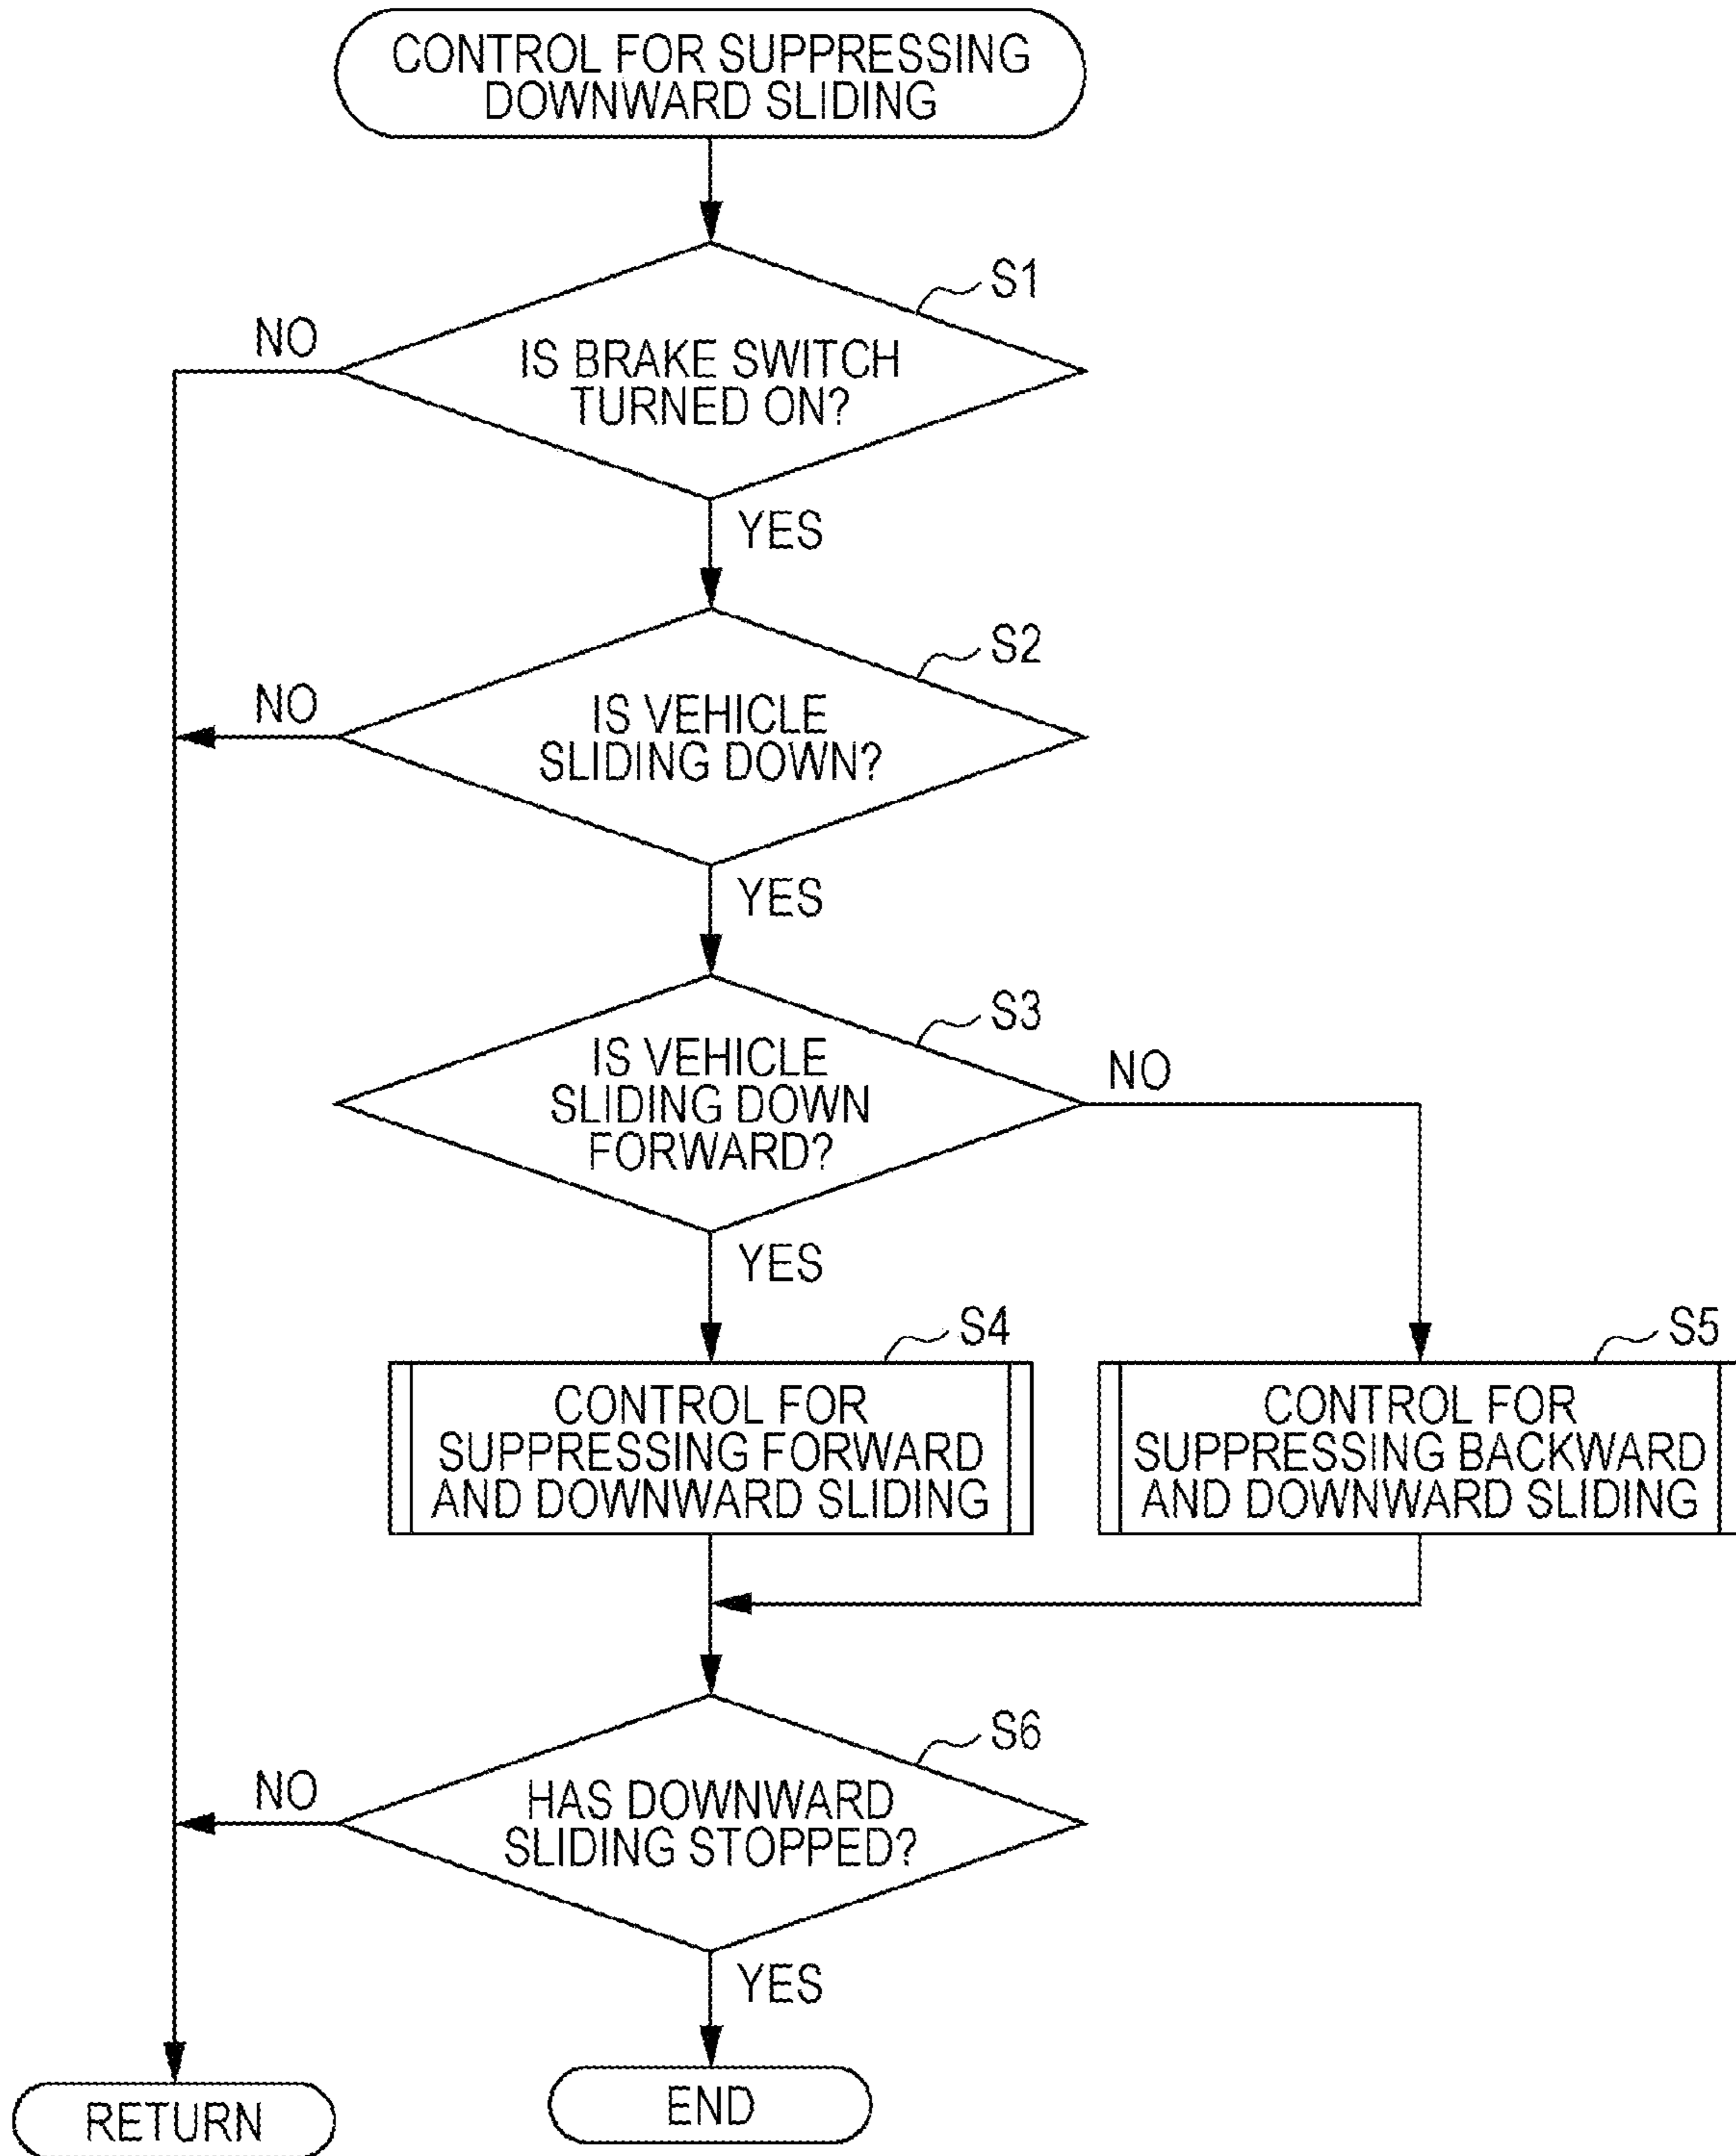 CONTROL FOR SUPPRESSING
DOWNWARD SLIDING
S1
NO
IS BRAKE SWITCH
TURNED ON?
YES
S2
NO
IS VEHICLE
SLIDING DOWN?
YES
S3
IS VEHICLE
SLIDING DOWN
FORWARD?
NO
YES
S4
S5
CONTROL FOR
SUPPRESSING FORWARD
AND DOWNWARD SLIDING
CONTROL FOR
SUPPRESSING BACKWARD
AND DOWNWARD SLIDING
S6
NO
HAS DOWNWARD
SLIDING STOPPED?
YES
RETURN
END